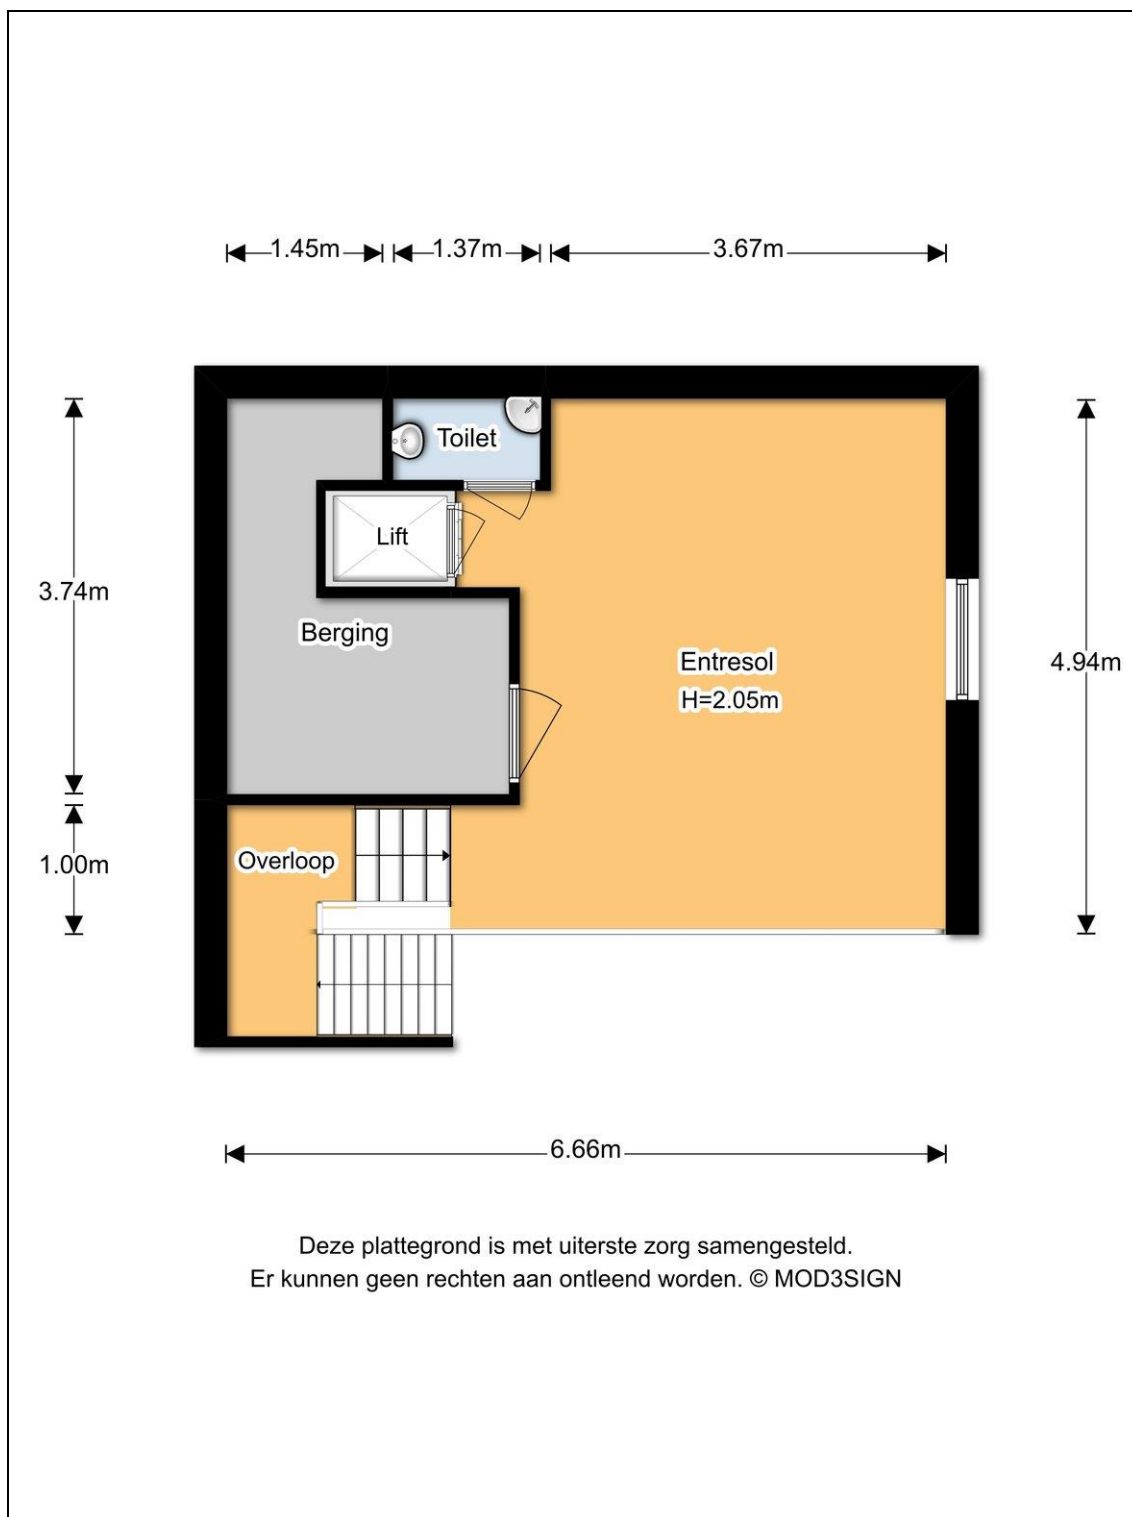 1.45m
1.37m
3.67m
Toilet
Lift
3.74m
Berging
Entresol
H=2.05m
4.94m
1.00m
Overloop
6.66m
Deze plattegrond is met uiterste zorg samengesteld.
Er kunnen geen rechten aan ontleend worden. © MOD3SIGN